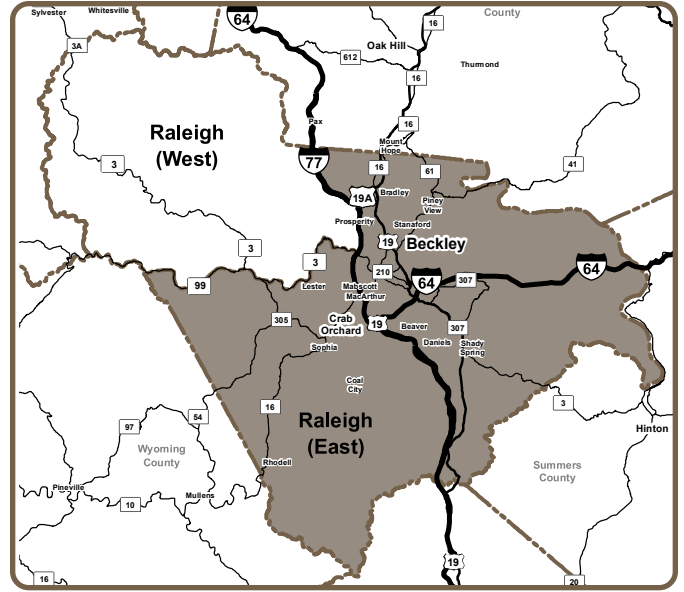 Sylvester
Whitesville
64
16
County
3A
Oak Hill
612
Thurmond
16
Pax
16
Raleigh
(West)
Mount
Hope
77
3
16
61
41
19A
Bradley
Piney
View
Prosperity
Stanaford
19
Beckley
3
3
210
64
307
64
99
Lester
Mabscott
MacArthur
305
Crab
Orchard
19
Beaver
307
Sophia
Daniels
Shady
Spring
Coal
City
3
16
54
Raleigh
(East)
97
Hinton
Wyoming
County
Rhodell
Summers
County
Pineville
Mullens
10
19
16
20